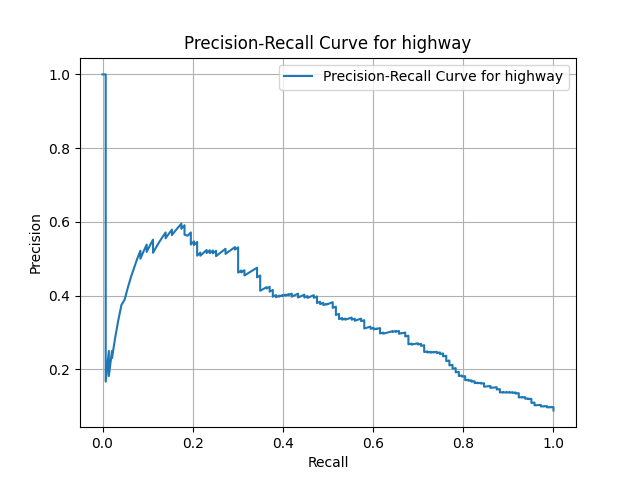 Precision-Recall Curve for highway
Precision-Recall Curve for highway
1.0
0.8
0.6
0.4
0.2
Precision
0.0 0.2 0.4 0.6 0.8 1.0
Recall